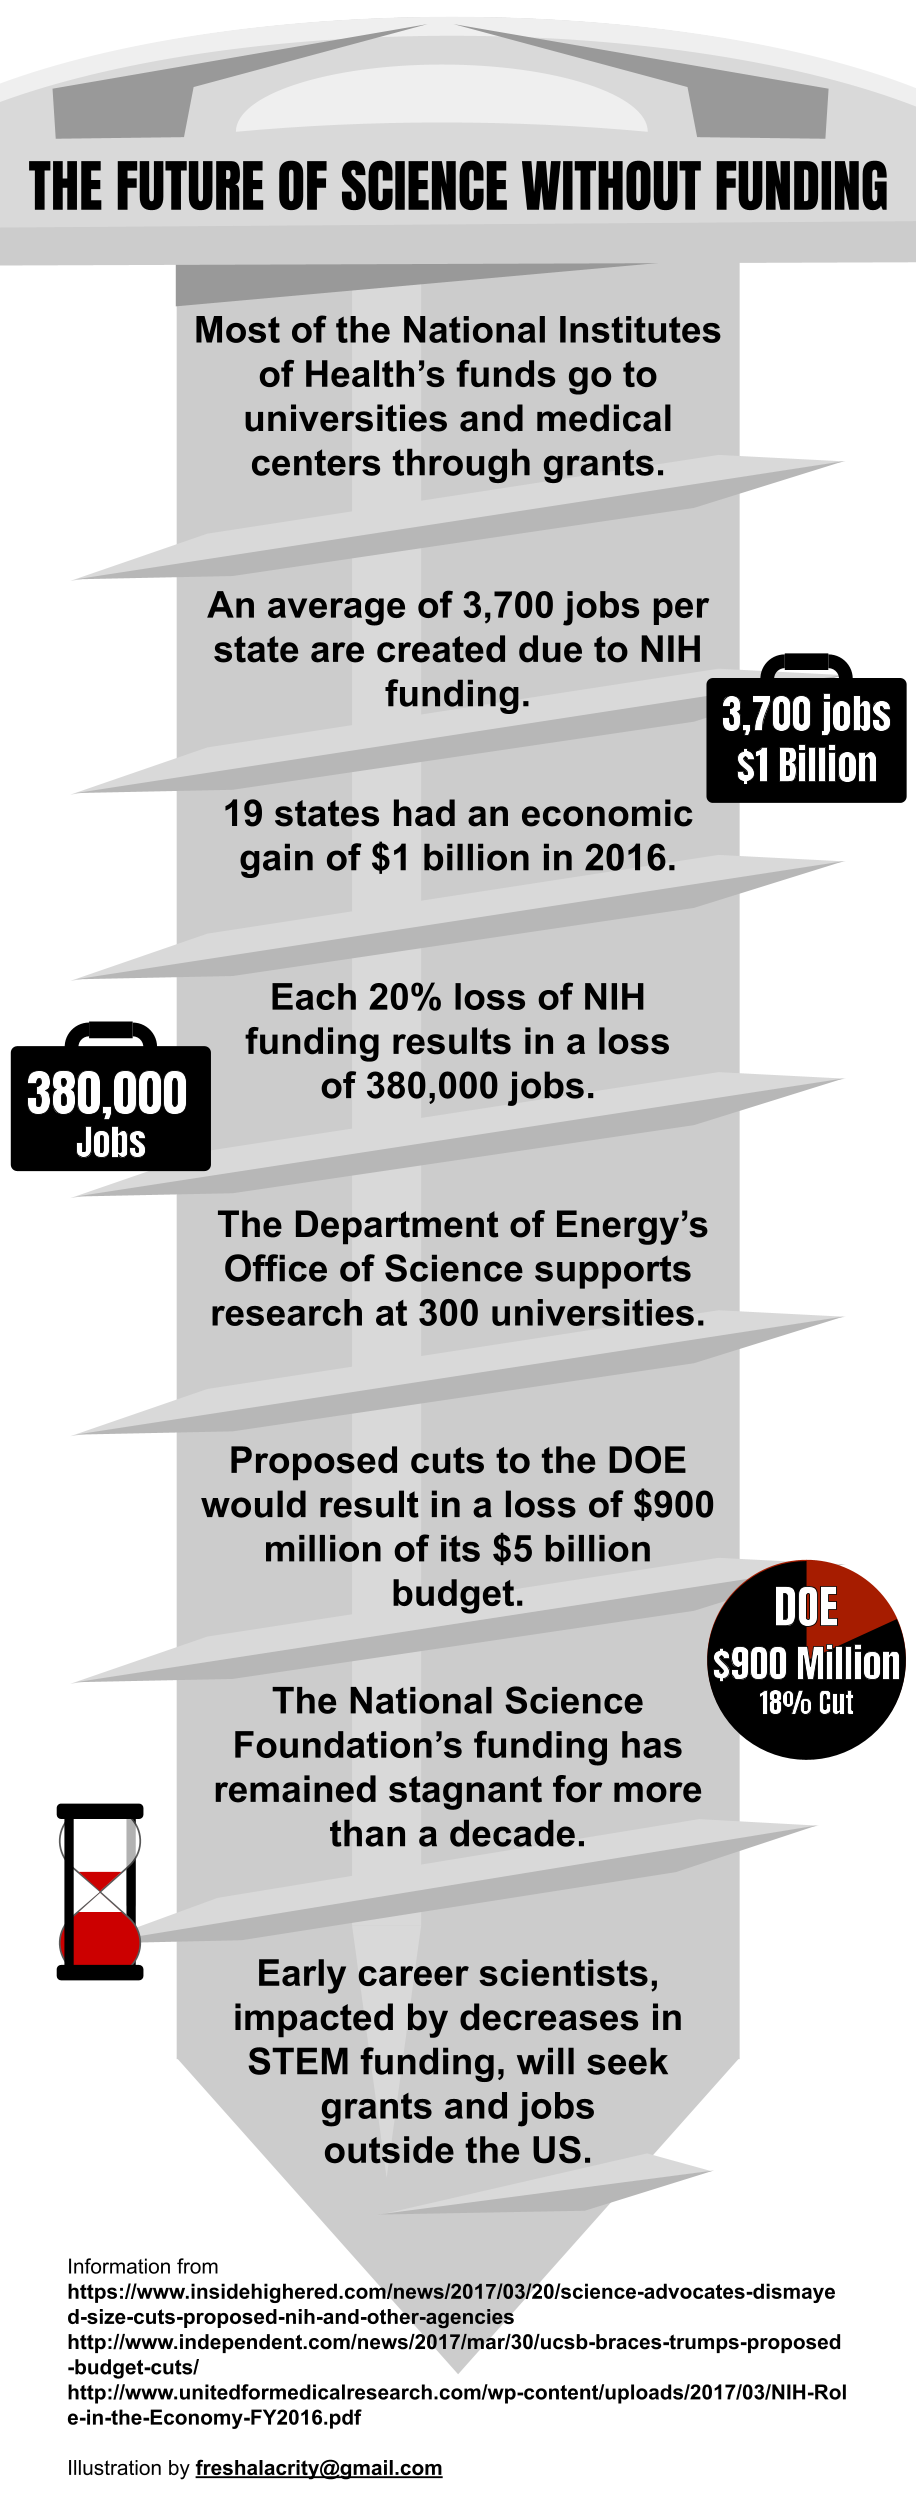 THE FUTURE OF SCIENCE WITHOUT FUNDING
Most of the National Institutes
of Health’s funds go to
universities and medical
centers through grants.
An average of 3,700 jobs per
state are created due to NIH
funding.
3,700 jobs
$1 Billion
19 states had an economic
gain of $1 billion in 2016.
Each 20% loss of NIH
funding results in a loss
of 380,000 jobs.
380,000
Jobs
The Department of Energy’s
Office of Science supports
research at 300 universities.
Proposed cuts to the DOE
would result in a loss of $900
million of its $5 billion
budget.
DOE
$900 Million
18% Cut
The National Science
Foundation’s funding has
remained stagnant for more
than a decade.
Early career scientists,
impacted by decreases in
STEM funding, will seek
grants and jobs
outside the US.
Information from
https://www.insidehighered.com/news/2017/03/20/science-advocates-dismaye
d-size-cuts-proposed-nih-and-other-agencies
http://www.independent.com/news/2017/mar/30/ucsb-braces-trumps-proposed
-budget-cuts/
http://www.unitedformedicalresearch.com/wp-content/uploads/2017/03/NIH-Rol
e-in-the-Economy-FY2016.pdf
Illustration by freshalacrity@gmail.com